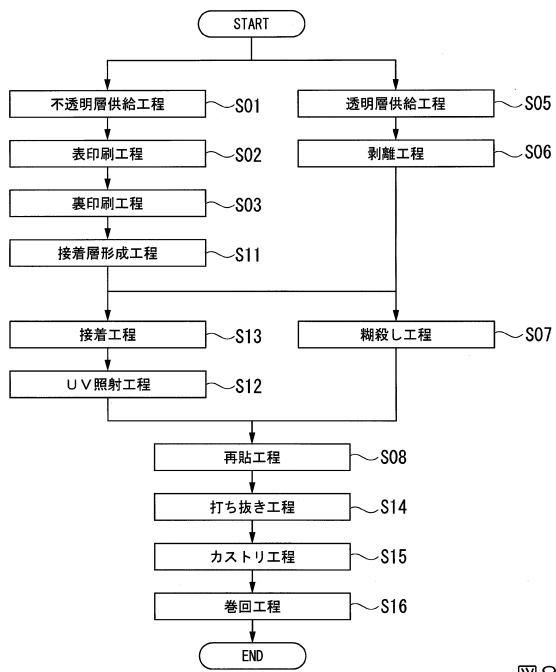 START
不透明層供給工程 S01
透明層供給工程 S05
表印刷工程 S02
剥離工程 S06
裏印刷工程 S03
接着層形成工程 S11
接着工程 S13
糊殺し工程 S07
UV照射工程 S12
再貼工程 S08
打ち抜き工程 S14
カストリ工程 S15
巻回工程 S16
END